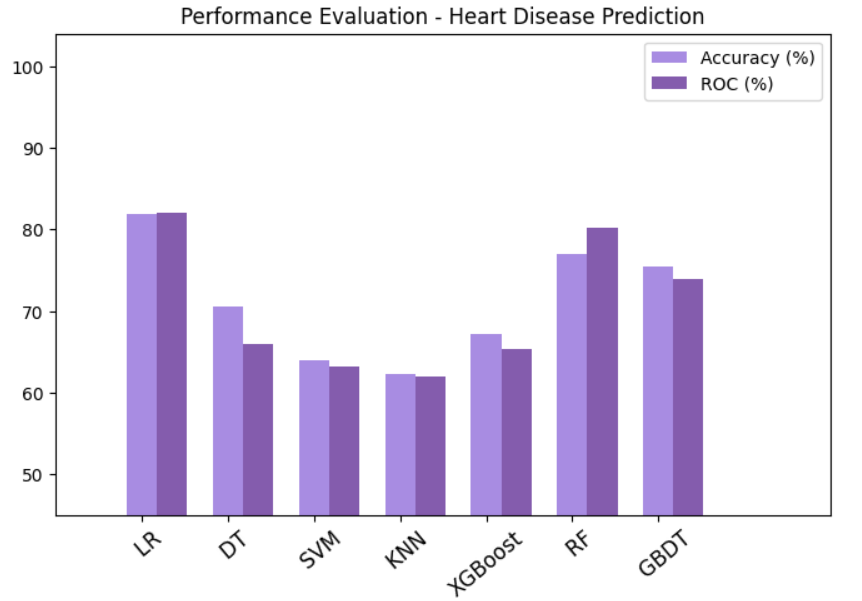 Performance Evaluation - Heart Disease Prediction
Accuracy (%)
ROC (%)
100
90
80
70
60
50
LR
DT
SVM
KNN
XGBoost
RF
GBDT